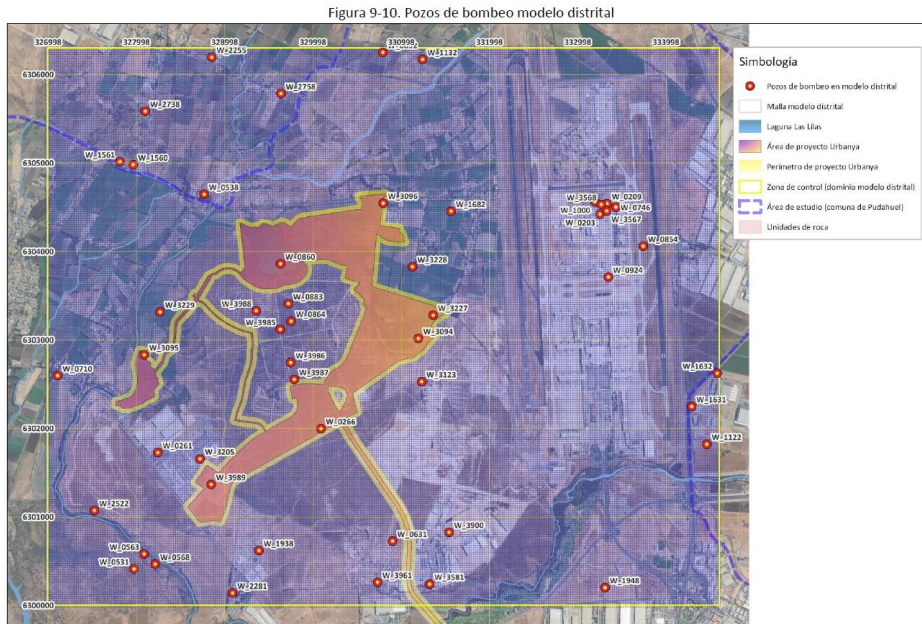 Figura 9-10. Pozos de bombeo modelo distrital
326998 327998 328998 329998 330998 331998 332998 333998
W_2255
W_1132
6306000
W_2758
W_2738
W_1561
W_1560
6305000
W_0538
W_3096
W_1682
W_3568 W_0209
W_1000 W_0746
W_0203 W_3567
6304000
W_0854
W_0860
W_3228
W_0924
W_3229
W_3988
W_0883
W_0864
W_3985
W_3227
W_3094
6303000
W_3095
W_3986
W_3987
W_0710
W_3123
W_1632
W_1631
6302000
W_0266
W_1122
W_0261
W_3205
W_3989
W_2522
6301000
W_3900
W_0631
W_1938
W_0563
W_0568
W_0531
W_3961
W_3581
W_1948
W_2281
6300000
Simbología
Pozos de bombeo en modelo distrital
Malla modelo distrital
Laguna Las Lilas
Área de proyecto Urbanya
Perímetro de proyecto Urbanya
Zona de control (dominio modelo distrital)
Área de estudio (comuna de Pudahuel)
Unidades de roca